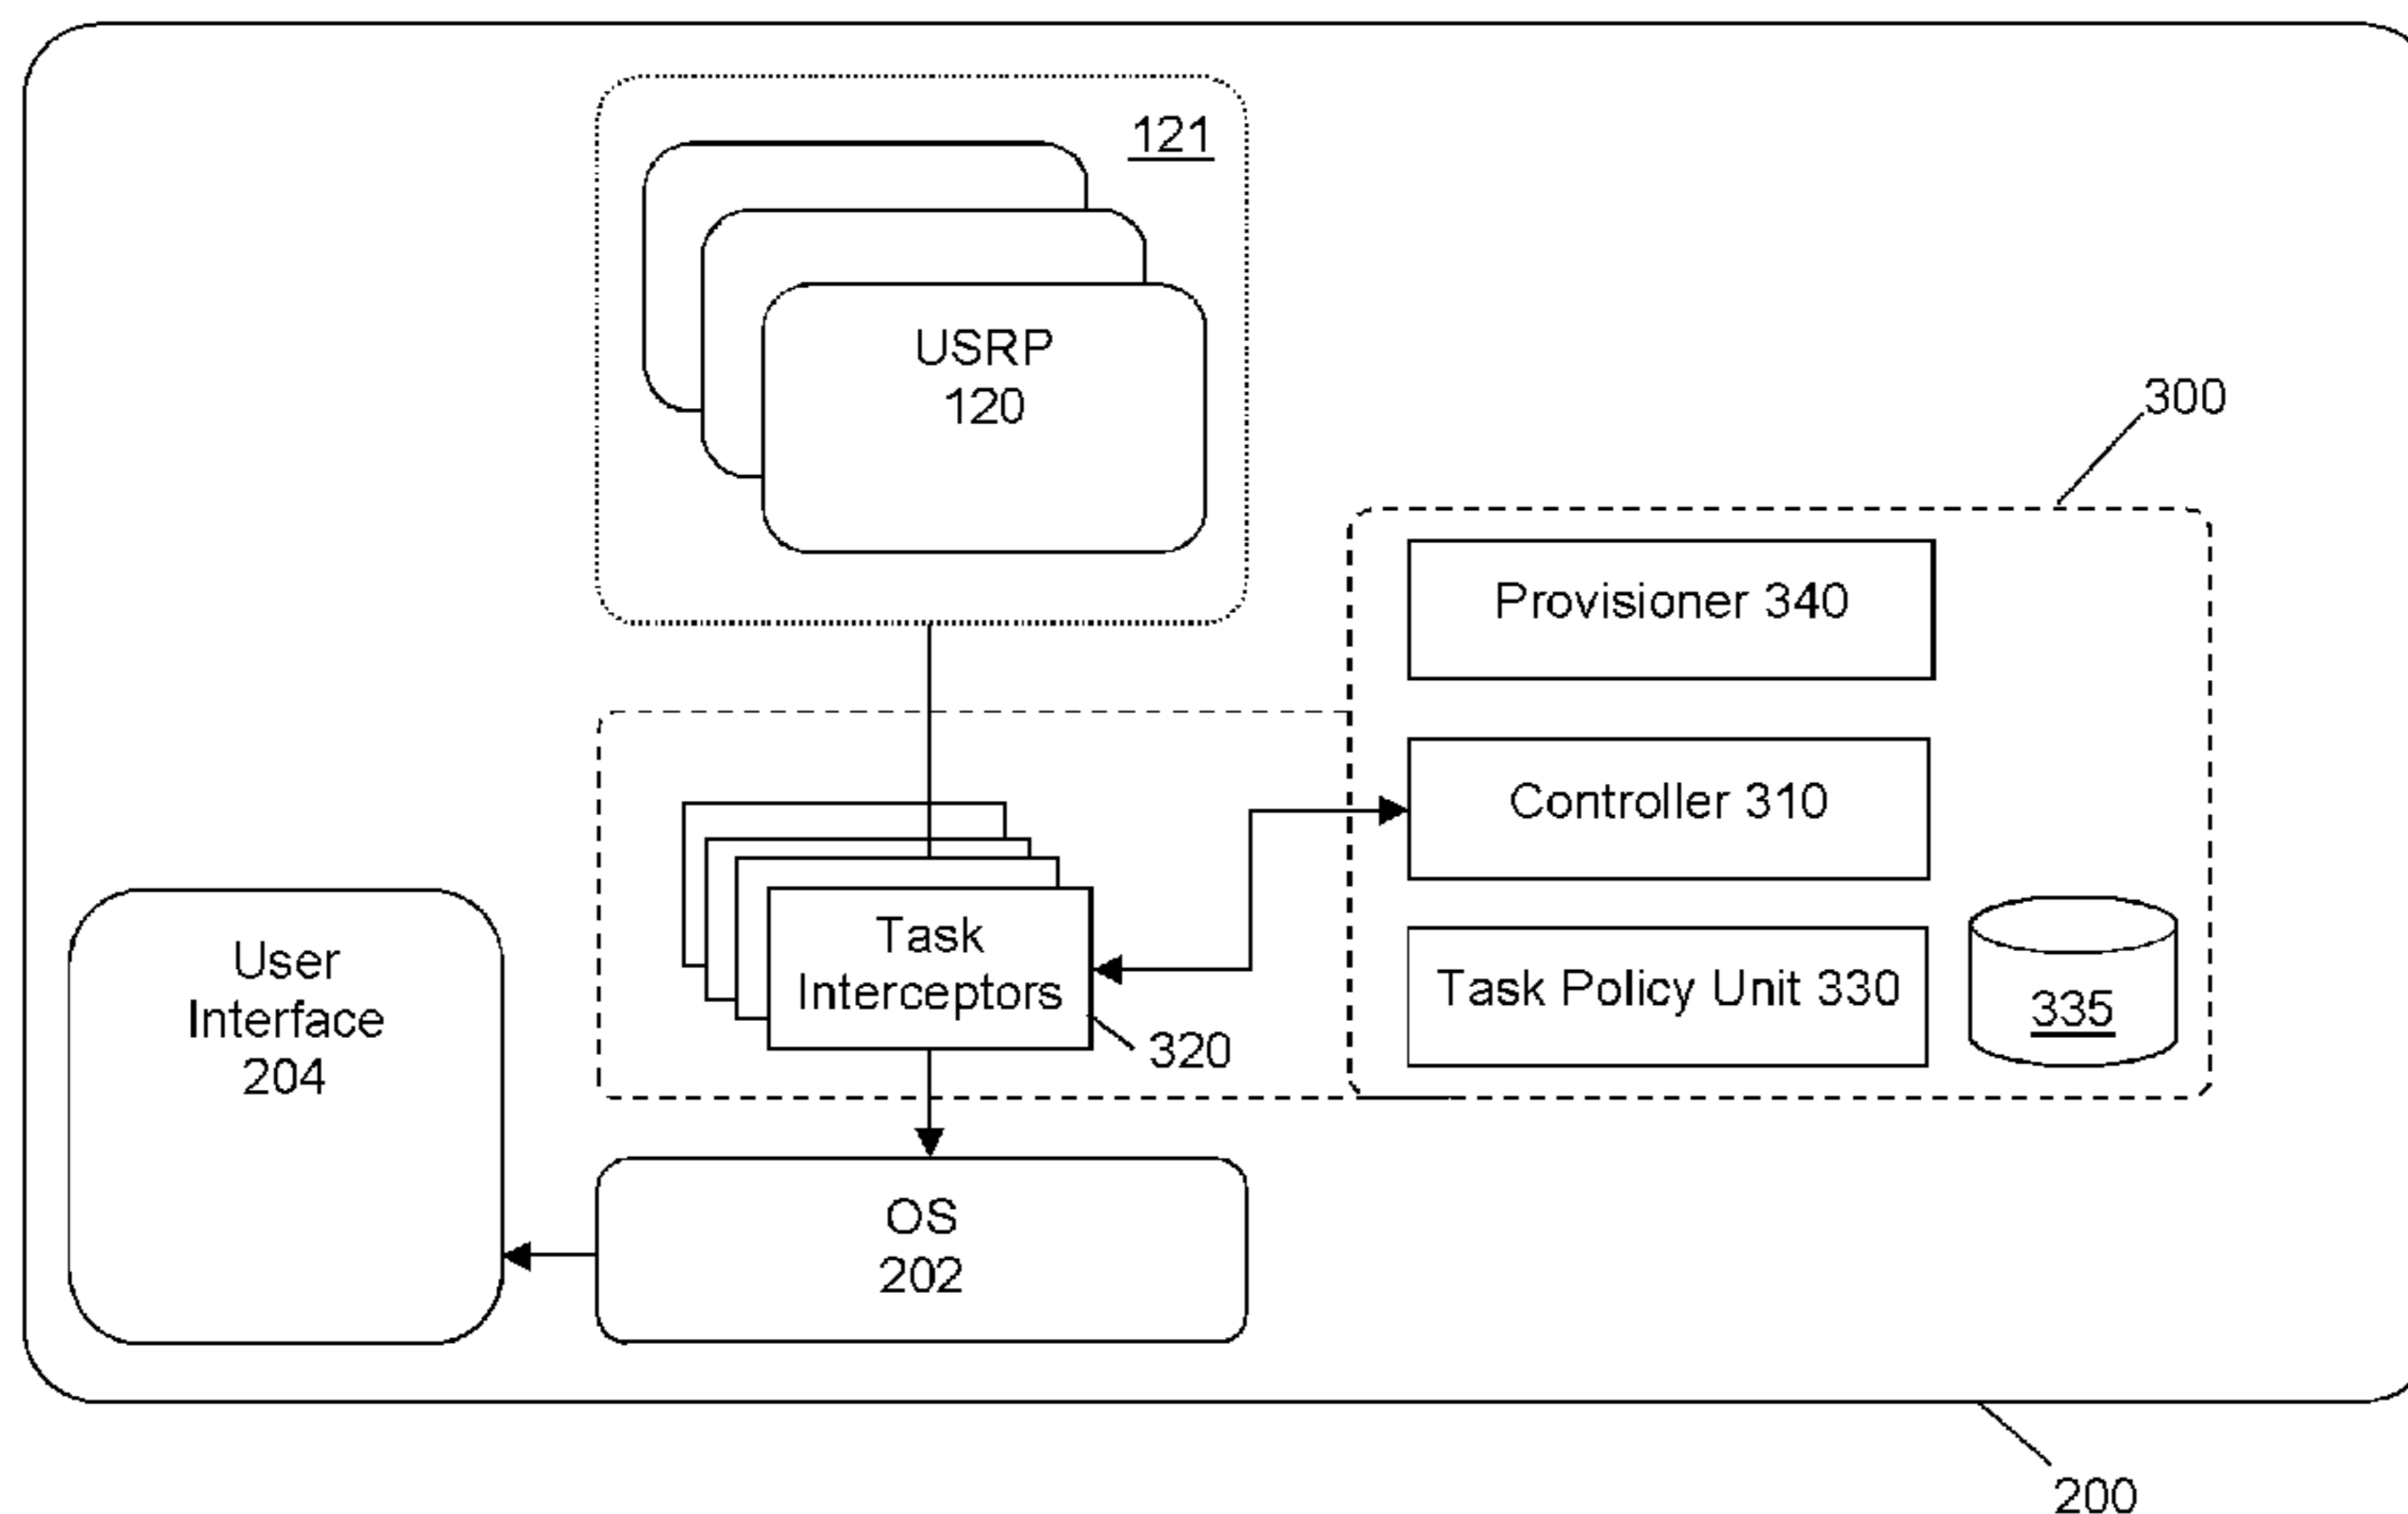 121
USRP
120
300
Provisioner 340
Controller 310
Task
Interceptors
Task Policy Unit 330
335
320
User
Interface
204
OS
202
200